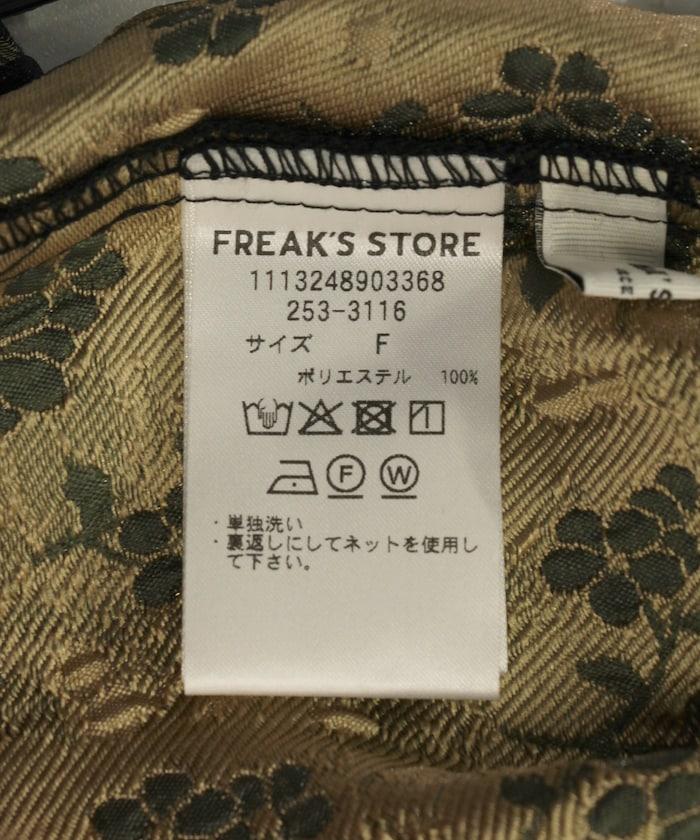 FREAK'S STORE
1113248903368
253-3116
サイズ F
ポリエステル 100%
F W
・単独洗い
・裏返しにしてネットを使用し
て下さい。